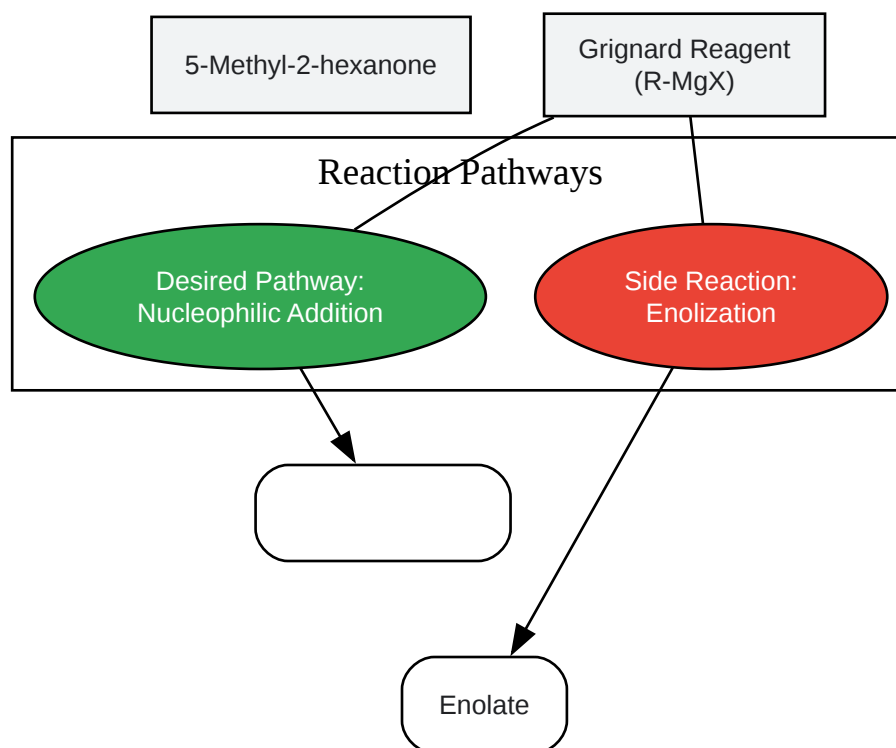 5-Methyl-2-hexanone
Grignard Reagent
(R-MgX)
Reaction Pathways
Desired Pathway:
Nucleophilic Addition
Side Reaction:
Enolization
Enolate